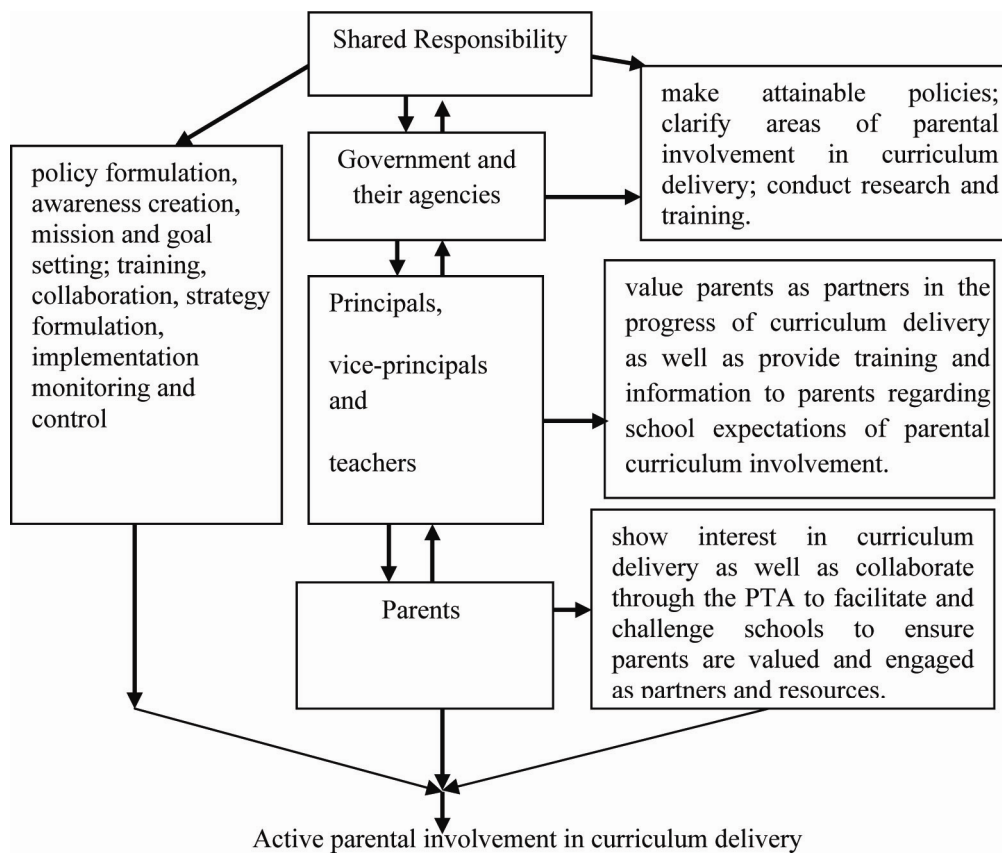 Shared Responsibility
make attainable policies;
clarify areas of parental
involvement in curriculum
delivery; conduct research and
training.
policy formulation,
awareness creation,
mission and goal
setting; training,
collaboration, strategy
formulation,
implementation
monitoring and
control
Government and
their agencies
Principals,
vice-principals
and
teachers
value parents as partners in the
progress of curriculum delivery
as well as provide training and
information to parents regarding
school expectations of parental
curriculum involvement.
Parents
show interest in curriculum
delivery as well as collaborate
through the PTA to facilitate and
challenge schools to ensure
parents are valued and engaged
as partners and resources.
Active parental involvement in curriculum delivery